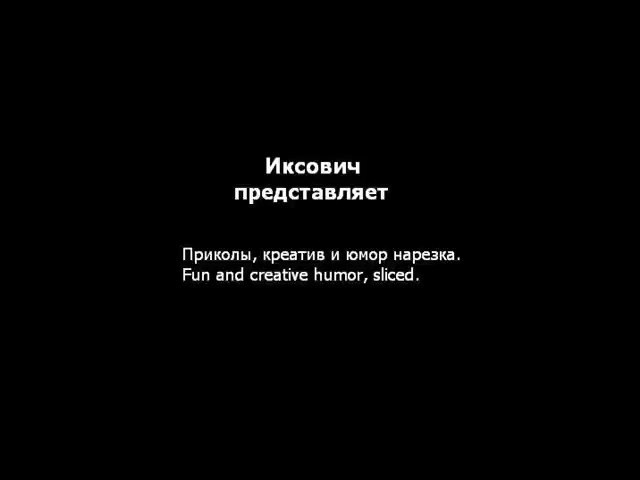 Иксович
представляет
Приколы, креатив и юмор нарезка.
Fun and creative humor, sliced.